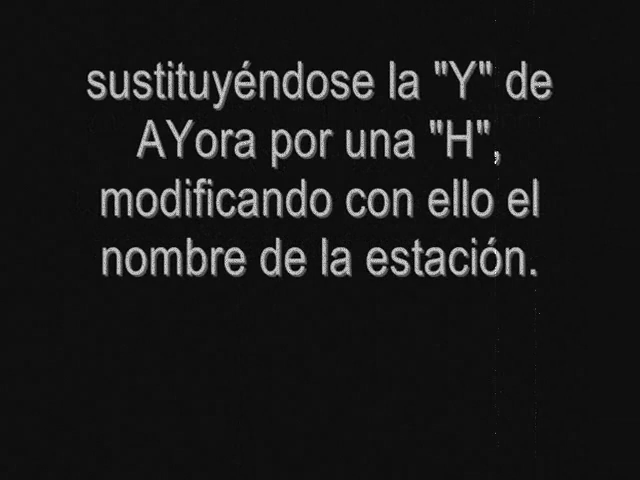 sustituyéndose la "Y" de
AYora por una "H",
modificando con ello el
nombre de la estación.